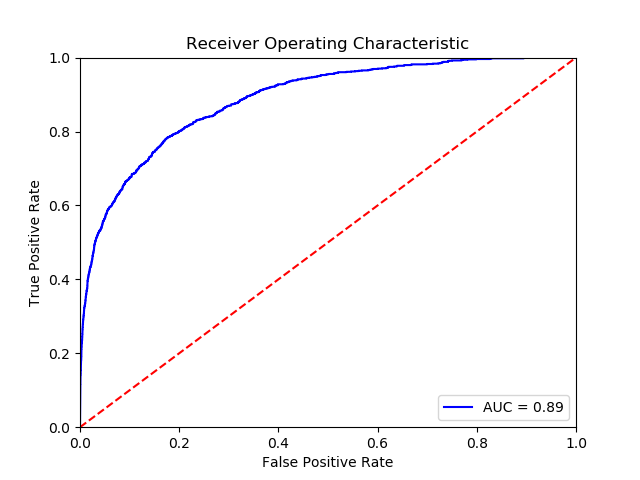 Receiver Operating Characteristic
True Positive Rate
1.0
0.8
0.6
0.4
0.2
0.0
AUC = 0.89
0.0 0.2 0.4 0.6 0.8 1.0
False Positive Rate